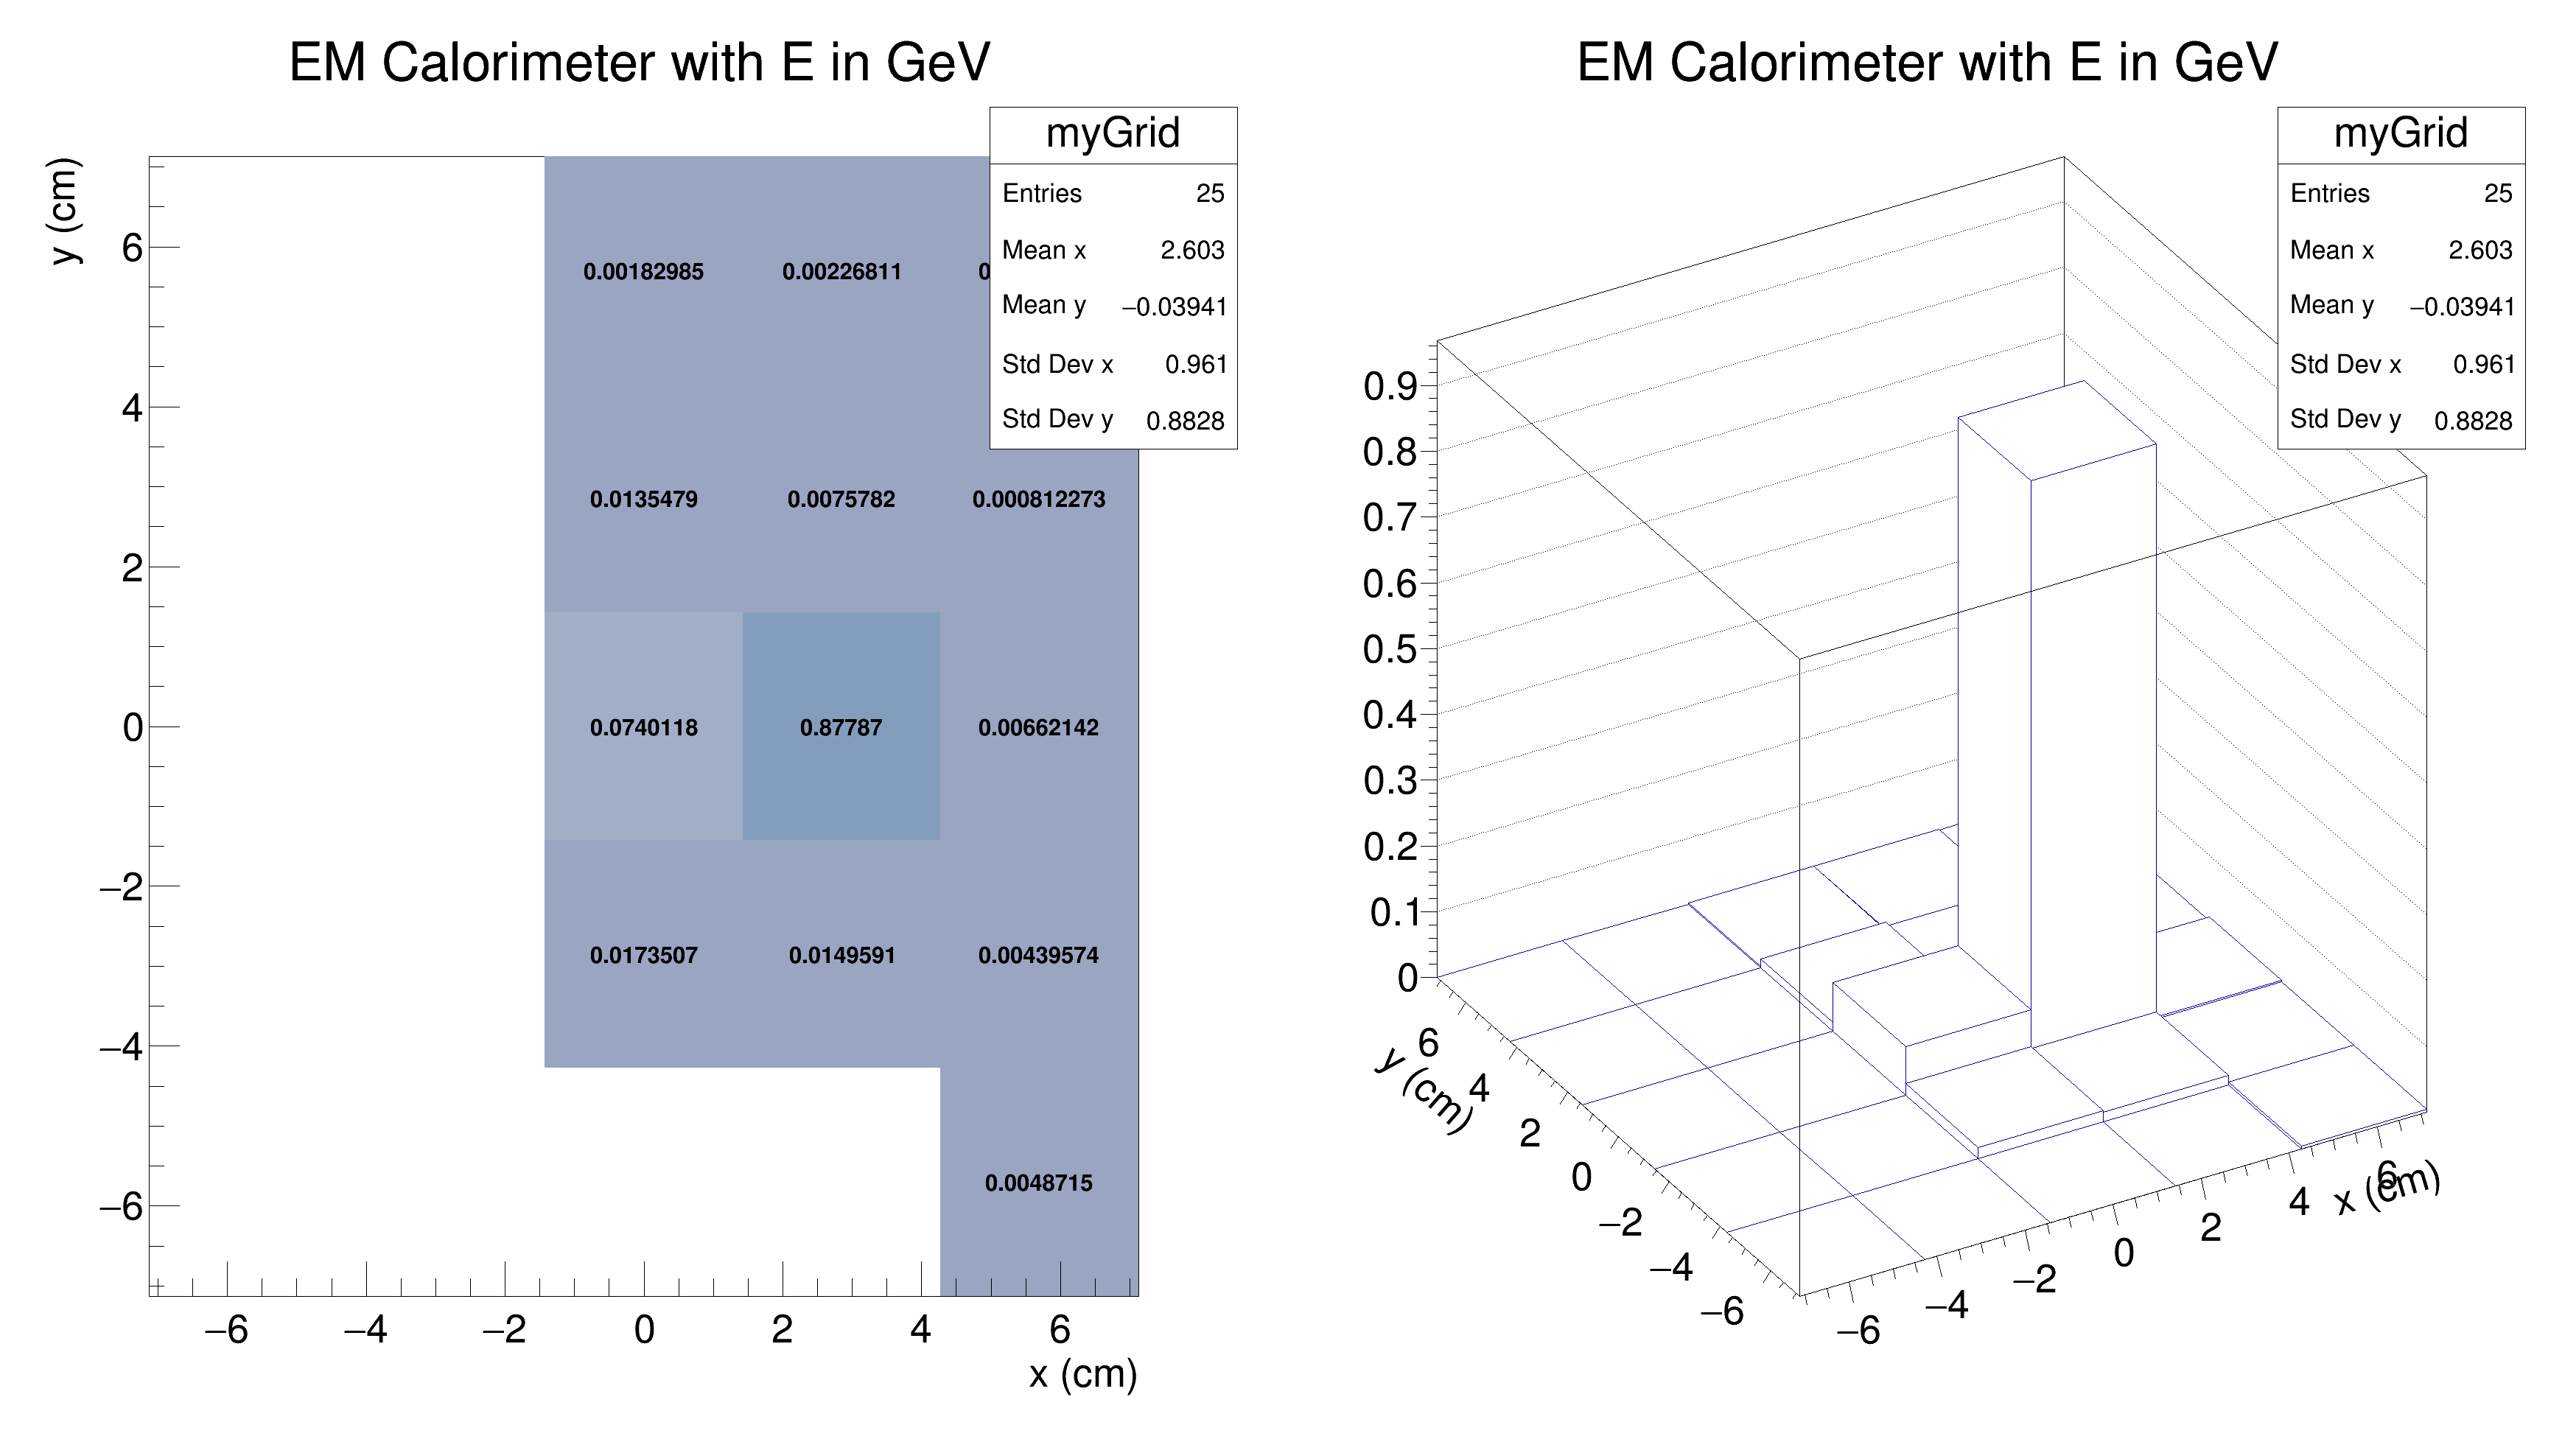 EM Calorimeter with E in GeV
myGrid
Entries 25
Mean x 2.603
Mean y −0.03941
Std Dev x 0.961
Std Dev y 0.8828
y (cm)
6
4
2
0
−2
−4
−6
0.00182985 0.00226811 0
0.0135479 0.0075782 0.000812273
0.0740118 0.87787 0.00662142
0.0173507 0.0149591 0.00439574
0.0048715
−6 −4 −2 0 2 4 6
x (cm)
EM Calorimeter with E in GeV
myGrid
Entries 25
Mean x 2.603
Mean y −0.03941
Std Dev x 0.961
Std Dev y 0.8828
0.9
0.8
0.7
0.6
0.5
0.4
0.3
0.2
0.1
0
6
4
2
0
−2
−4
−6
y (cm)
−6
−4
−2
0
2
4
6
x (cm)